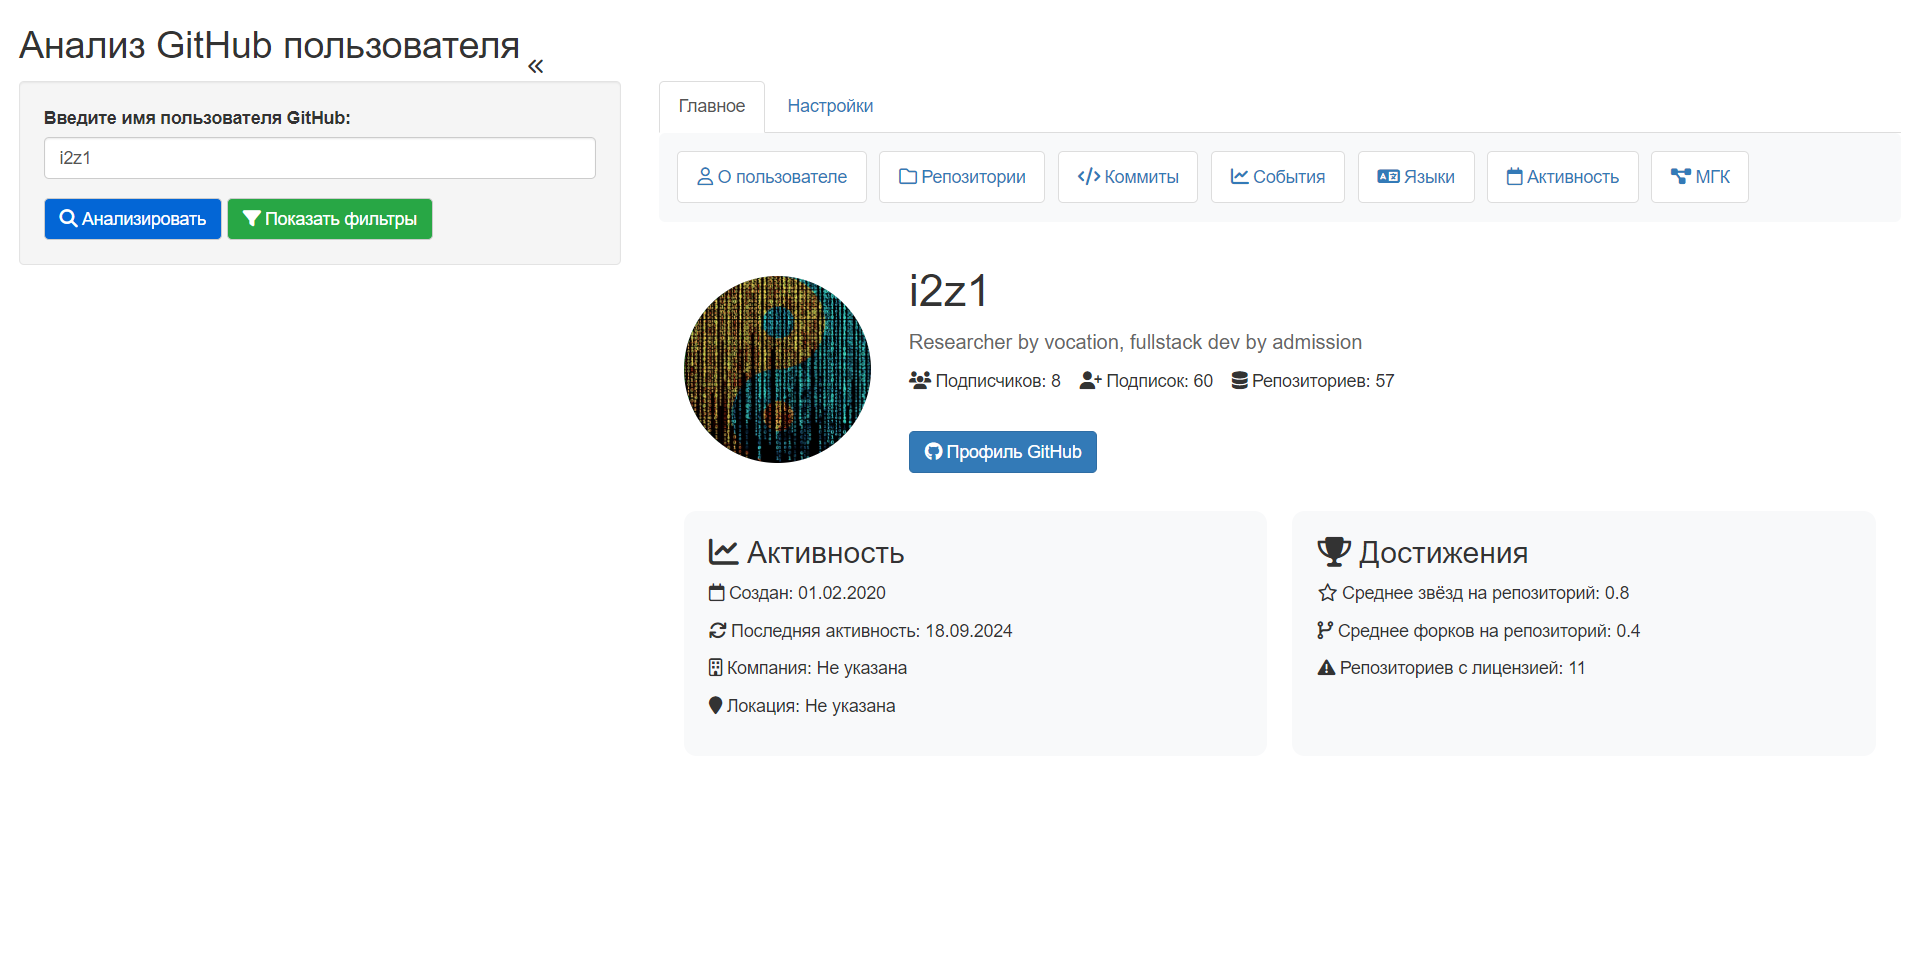 Анализ GitHub пользователя «
Введите имя пользователя GitHub:
i2z1
Анализировать Показать фильтры
Главное Настройки
О пользователе Репозитории Коммиты События Языки Активность МГК
i2z1
Researcher by vocation, fullstack dev by admission
Подписчиков: 8 Подписок: 60 Репозиториев: 57
Профиль GitHub
Активность
Создан: 01.02.2020
Последняя активность: 18.09.2024
Компания: Не указана
Локация: Не указана
Достижения
Среднее звёзд на репозиторий: 0.8
Среднее форков на репозиторий: 0.4
Репозиториев с лицензией: 11